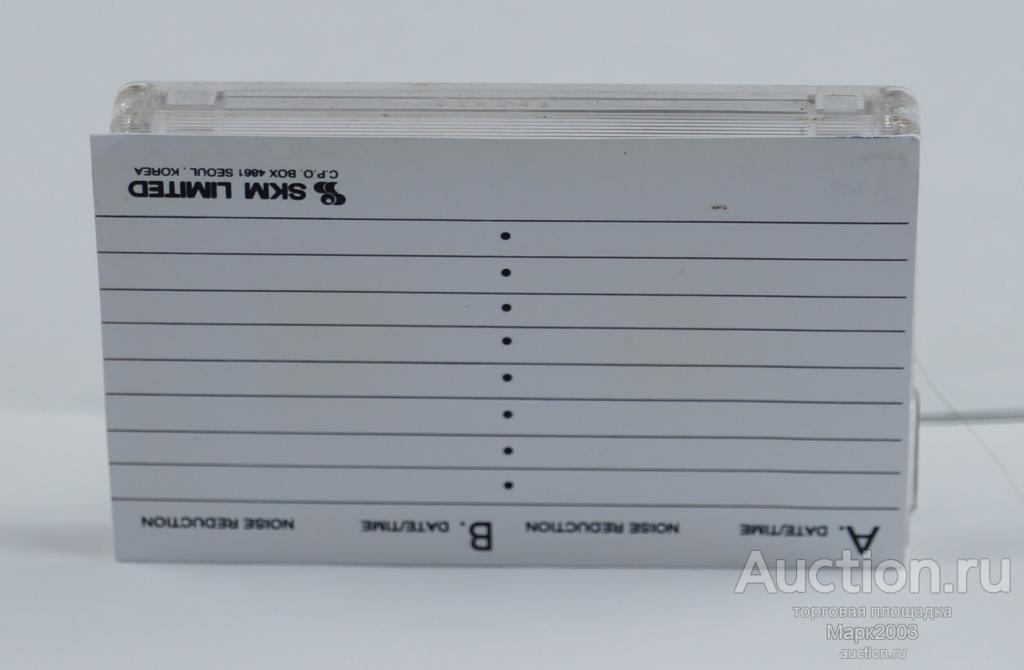 A. DATE/TIME NOISE REDUCTION B. DATE/TIME NOISE REDUCTION
SKM LIMITED
C.P.O. BOX 4861 SEOUL, KOREA
Auction.ru
торговая площадка
Марк2003
auction.ru